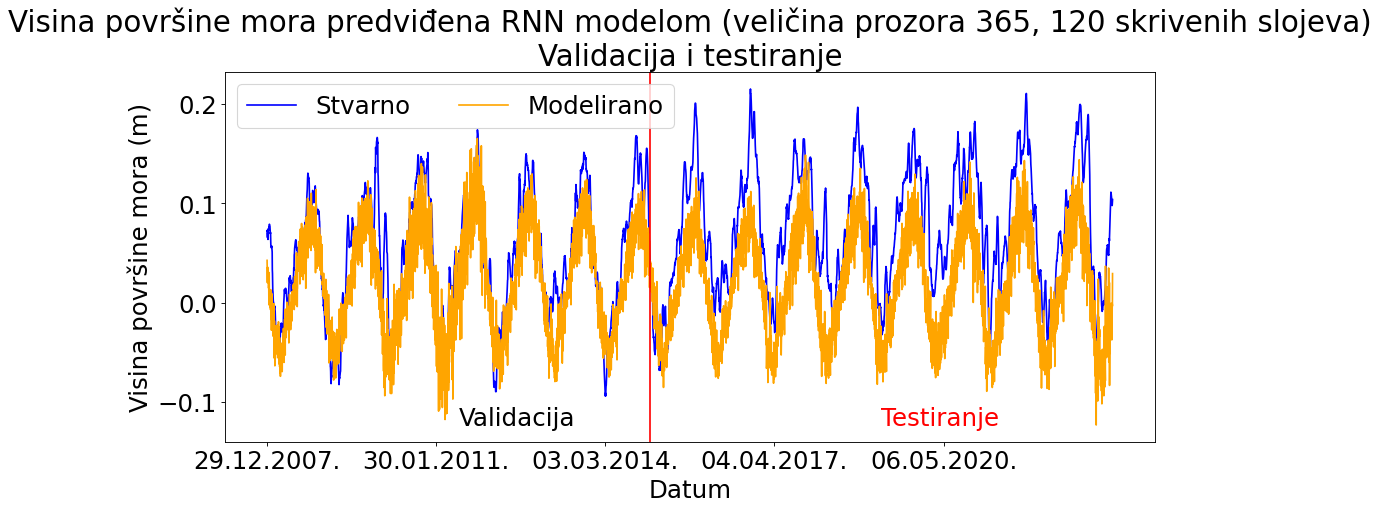 Visina površine mora predviđena RNN modelom (veličina prozora 365, 120 skrivenih slojeva)
Validacija i testiranje
Stvarno
Modelirano
Visina površine mora (m)
0.2
0.1
0.0
−0.1
Validacija
Testiranje
29.12.2007.
30.01.2011.
03.03.2014.
04.04.2017.
06.05.2020.
Datum